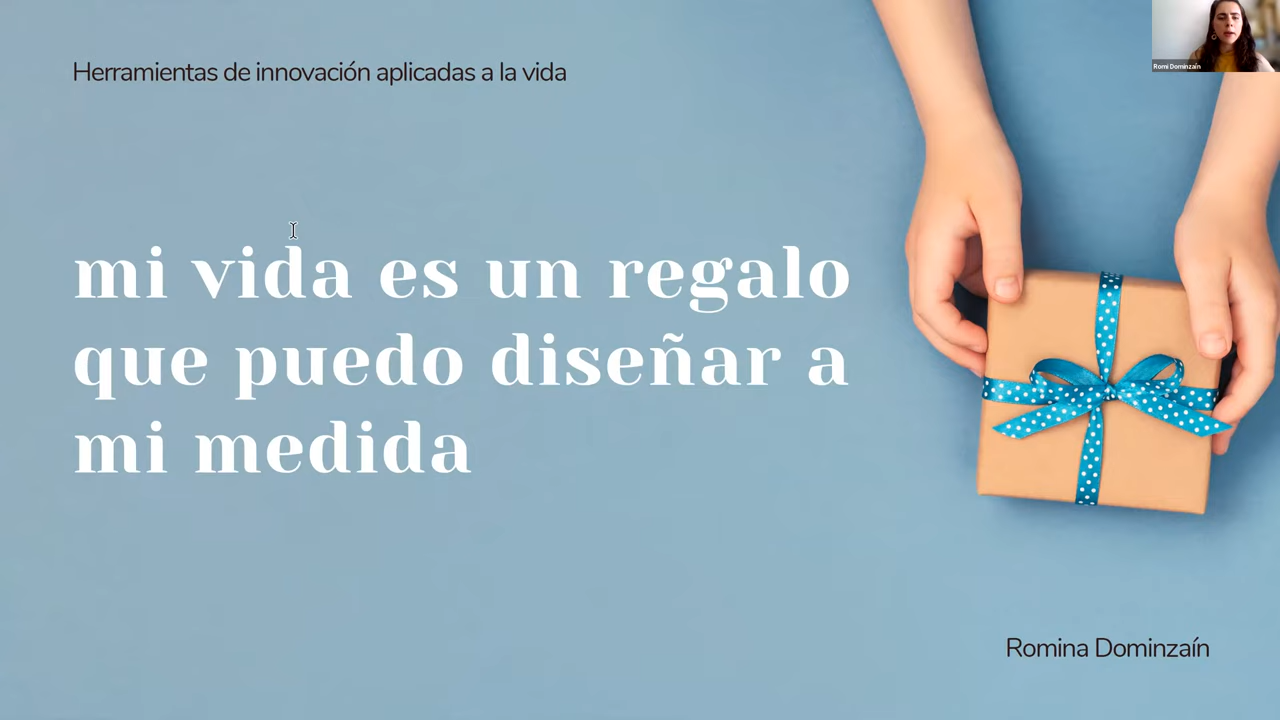 Herramientas de innovación aplicadas a la vida
Romi Dominzaín
mi vida es un regalo
que puedo diseñar a
mi medida
Romina Dominzaín